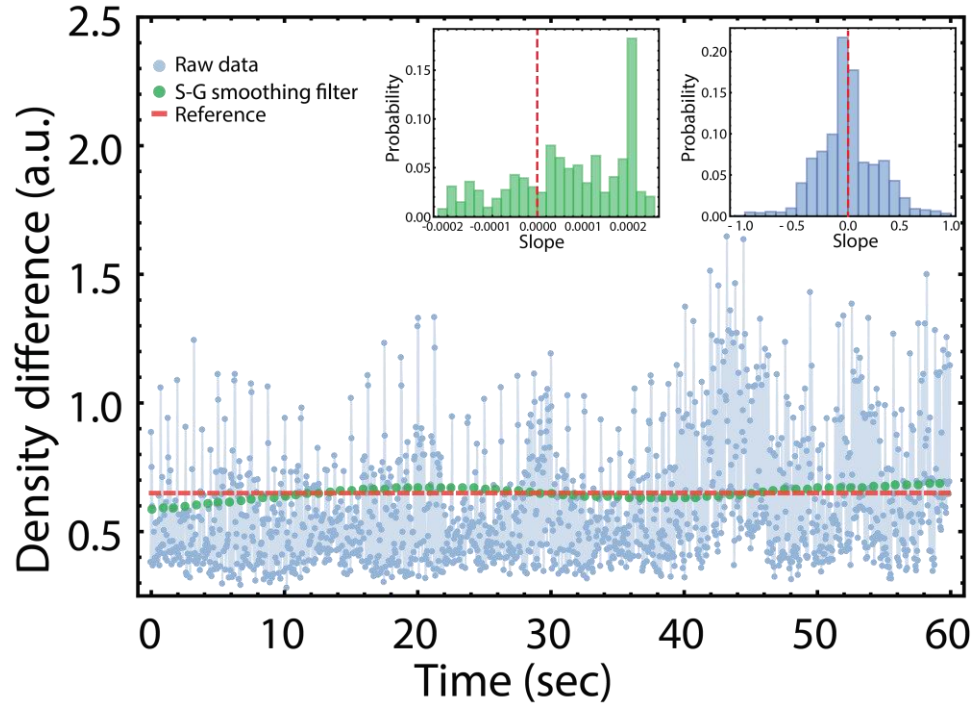 2.5
2.0
1.5
1.0
0.5
Density difference (a.u.)
Raw data
S-G smoothing filter
Reference
0.15
0.10
0.05
0.00
Probability
-0.0002 -0.0001 0.0000 0.0001 0.0002
Slope
0.20
0.15
0.10
0.05
0.00
Probability
- 1.0 -0.5 0.0 0.5 1.0
Slope
0 10 20 30 40 50 60
Time (sec)